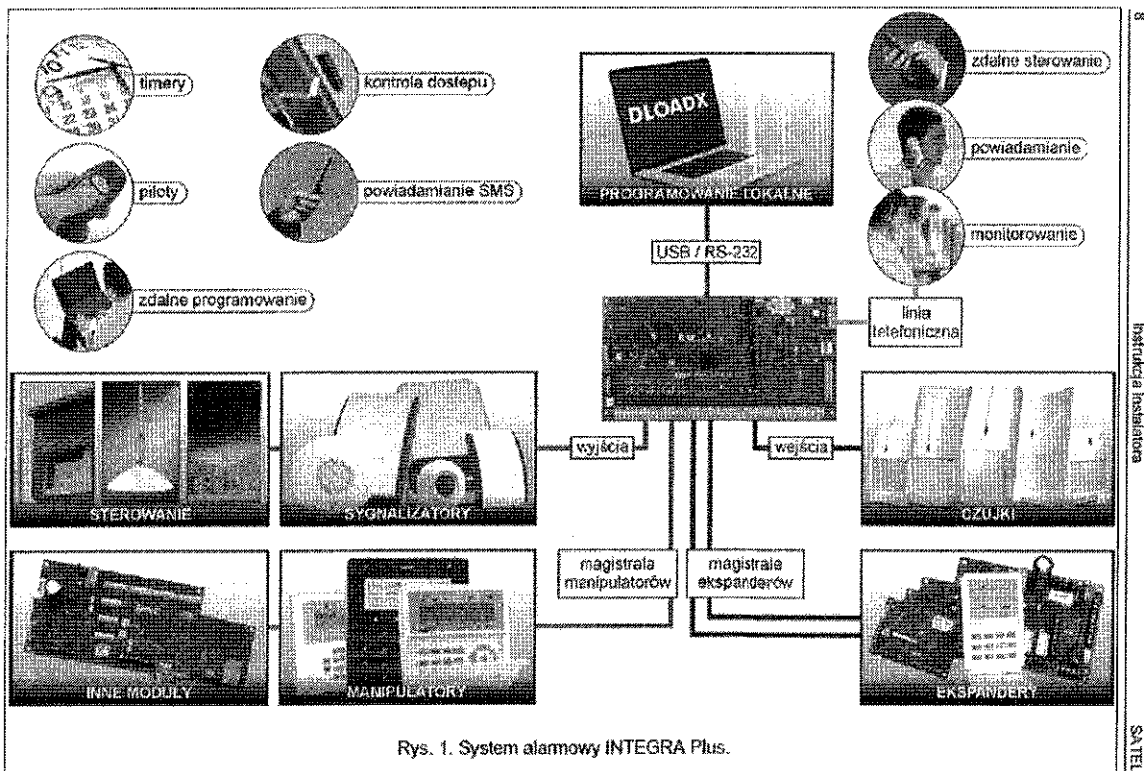 timery
kontrola dostępu
piloty
powiadamianie SMS
zdalne programowanie
DLOADX
PROGRAMOWANIE LOKALNE
USB / RS-232
zdalne sterowanie
powiadamianie
monitorowanie
linia
telefoniczna
STEROWANIE
SYGNALIZATORY
wyjścia
wejścia
CZUJKI
INNE MODUŁY
MANIPULATORY
magistrala
manipulatorów
magistrale
ekspanderów
EKSPANDERY
Rys. 1. System alarmowy INTEGRA Plus.
8
Instrukcja instalatora
SATEL